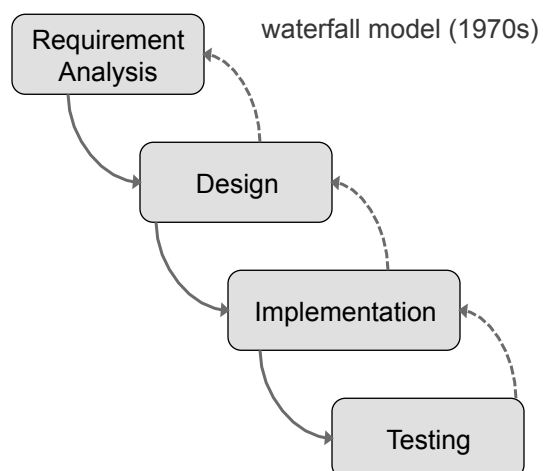 waterfall model (1970s)
Requirement
Analysis
Design
Implementation
Testing